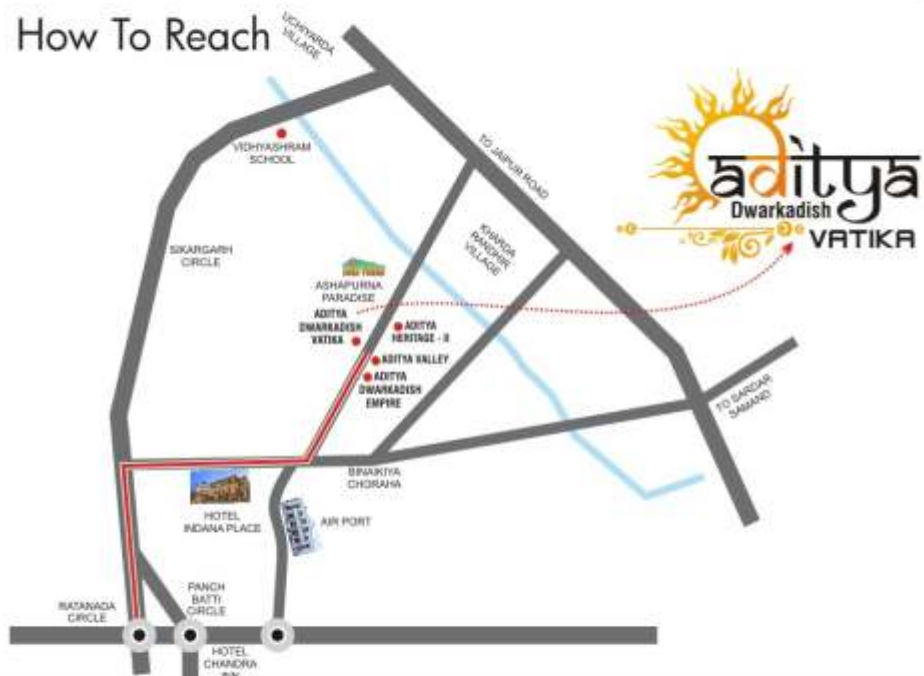 How To Reach
UCHIYARDA
VILLAGE
VIDHYASHRAM
SCHOOL
TO JAIPUR ROAD
aditya
Dwarkadish
VATIKA
SIKARGARH
CIRCLE
KHARDA
RANDHIR
VILLAGE
ASHAPURNA
PARADISE
ADITYA
DWARKADISH
VATIKA
ADITYA
HERITAGE - II
ADITYA VALLEY
ADITYA
DWARKADISH
EMPIRE
TO SARDAR
SAMAND
BINAIKIYA
CHORAHA
HOTEL
INDANA PLACE
AIR PORT
PANCH
BATTI
CIRCLE
RATANADA
CIRCLE
HOTEL
CHANDRA